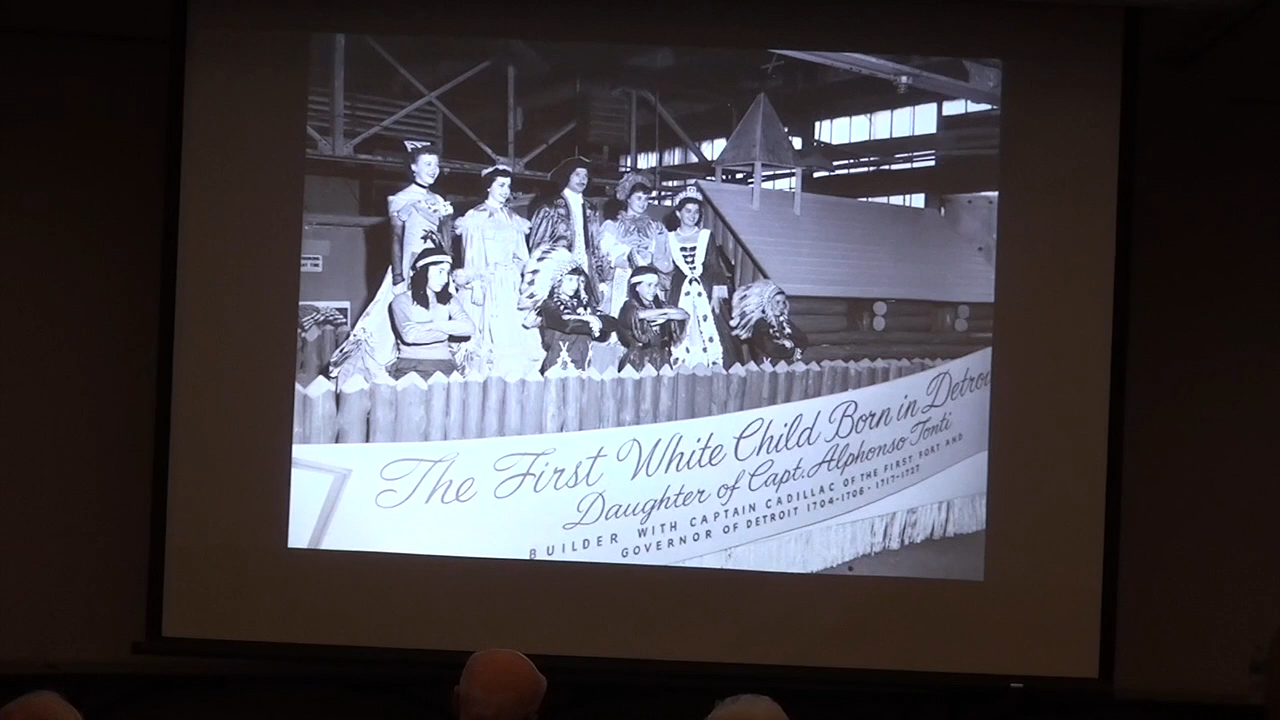 The First White Child Born in Detroi
Daughter of Capt. Alphonso Tonti
BUILDER WITH CAPTAIN CADILLAC OF THE FIRST FORT AND
GOVERNOR OF DETROIT 1704-1706 - 1717-1727